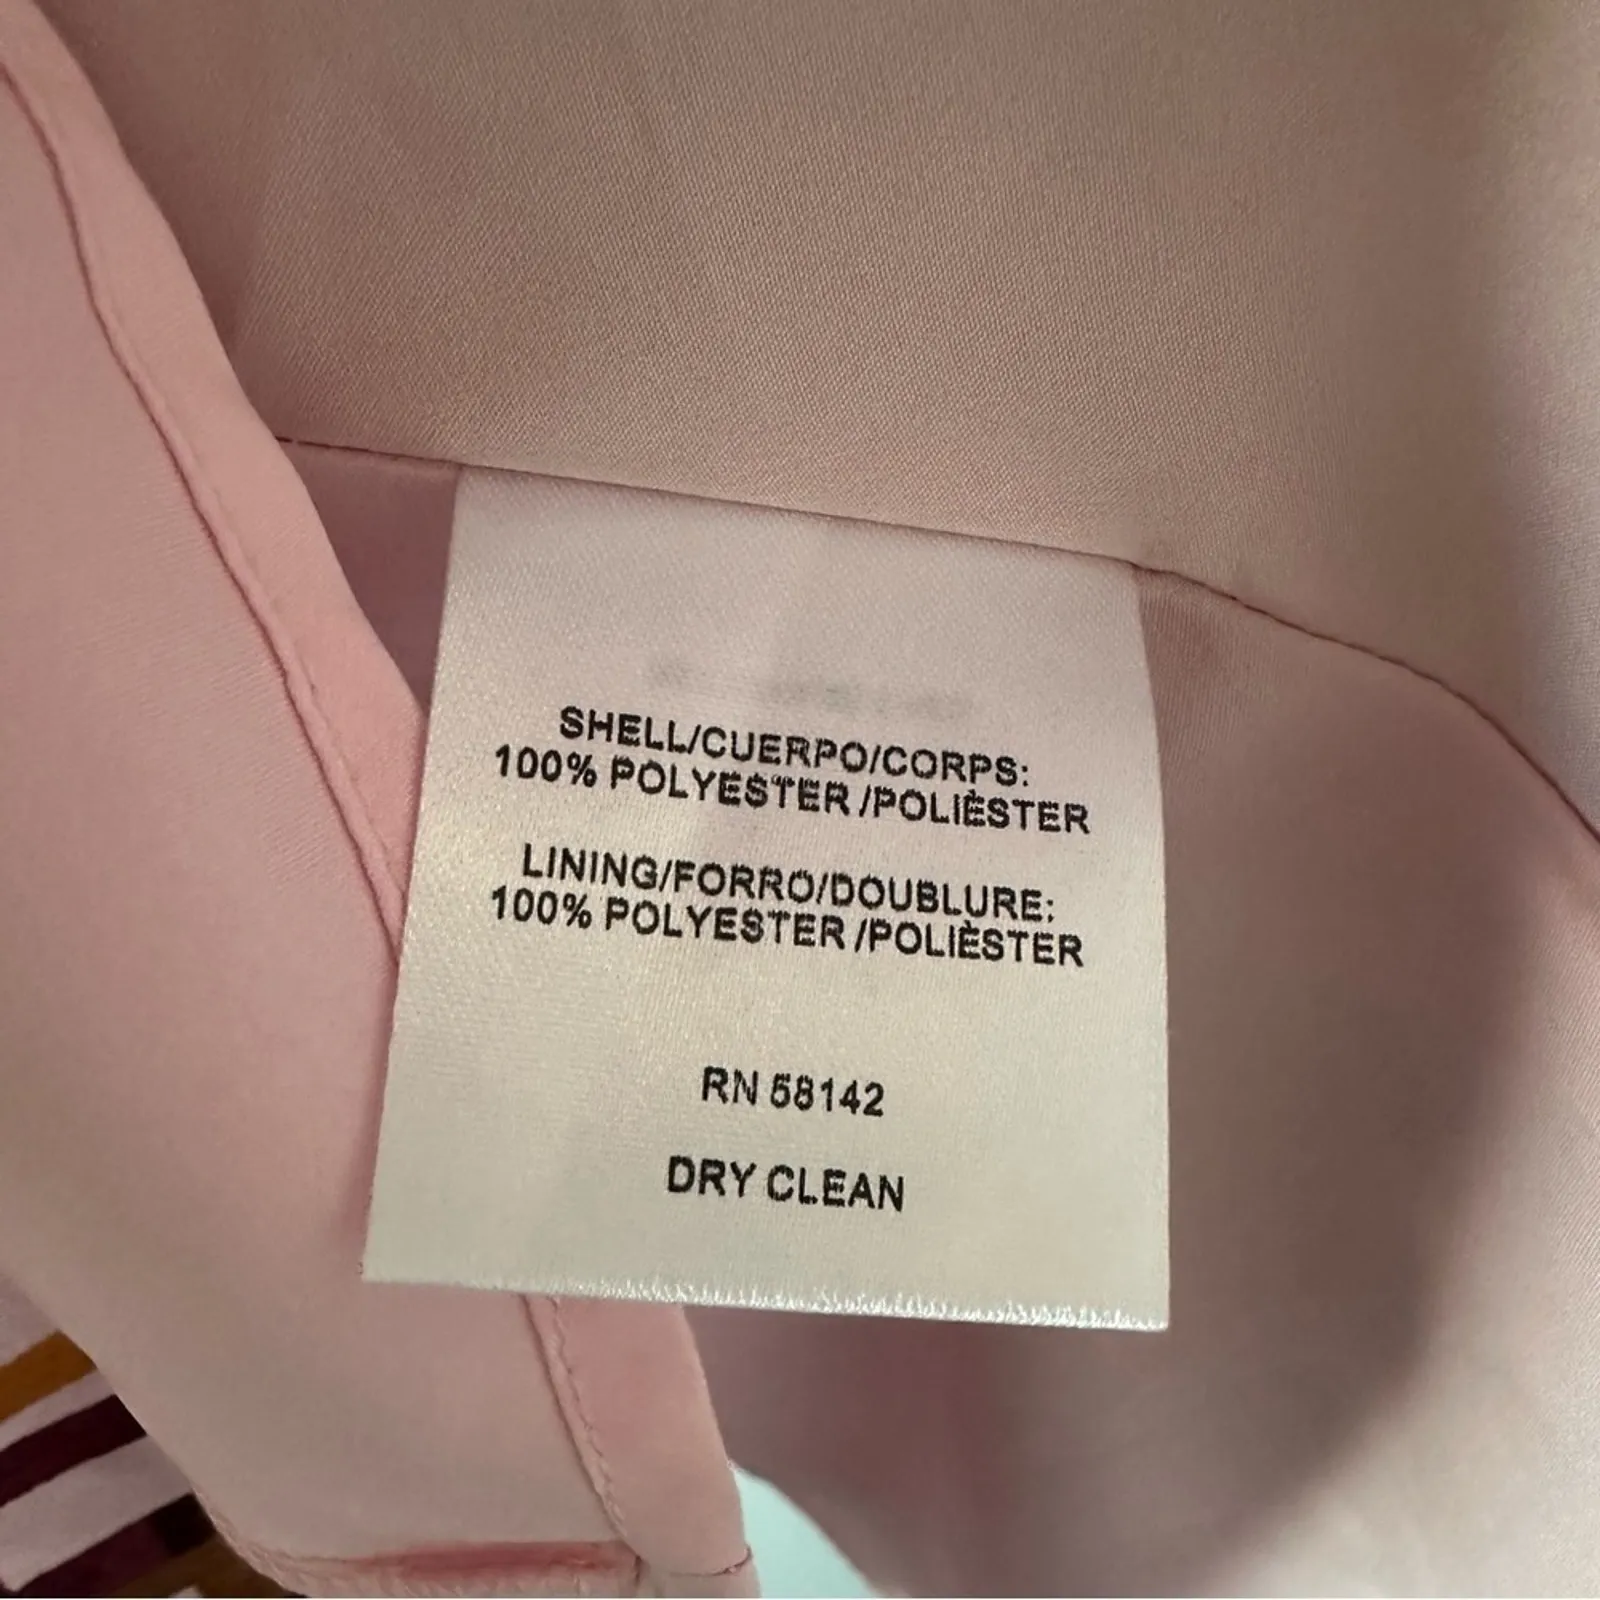 SHELL/CUERPO/CORPS:
100% POLYESTER /POLIÈSTER
LINING/FORRO/DOUBLURE:
100% POLYESTER /POLIÈSTER
RN 58142
DRY CLEAN